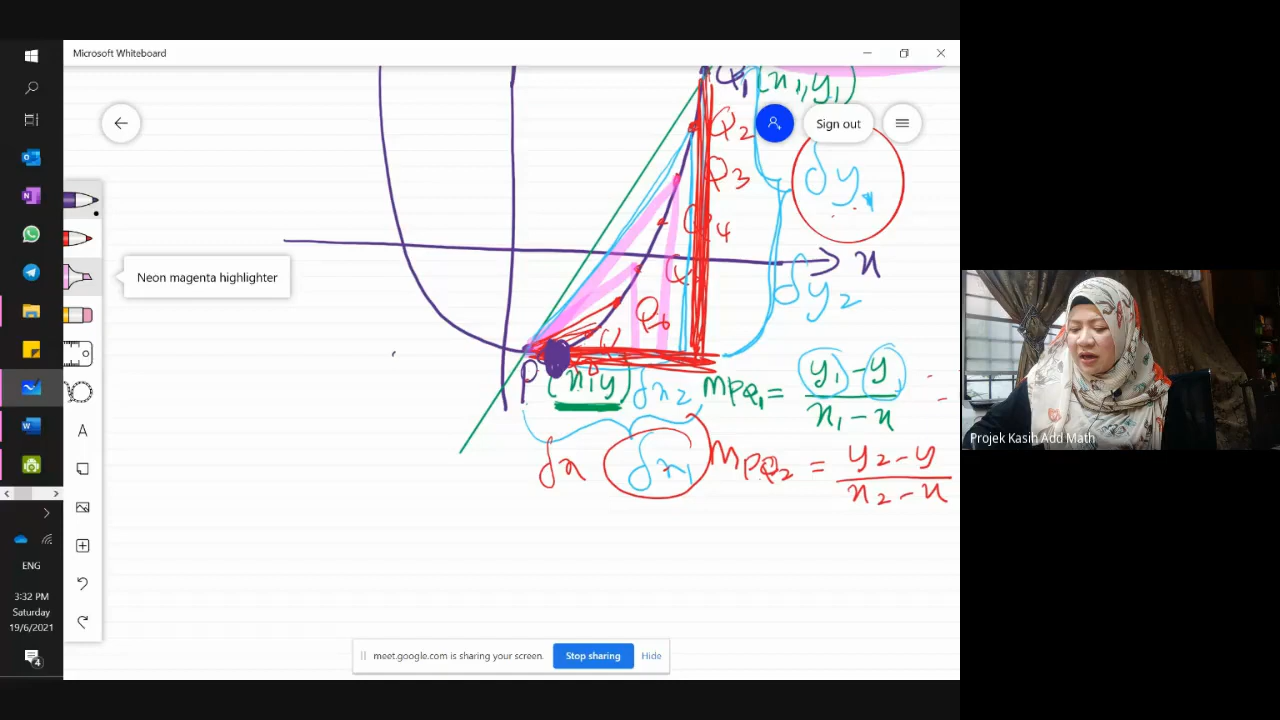 Microsoft Whiteboard
Q1 (x1, y1)
Sign out
Q2
δy1
Q3
Q4
x
Neon magenta highlighter
δy2
Q6
P (x, y) δx2 mPQ1 = y1 - y / x1 - x =
δx δx1 mPQ2 = y2 - y / x2 - x
Projek Kasih Add Math
A
ENG
3:32 PM
Saturday
19/6/2021
4
meet.google.com is sharing your screen.
Stop sharing
Hide